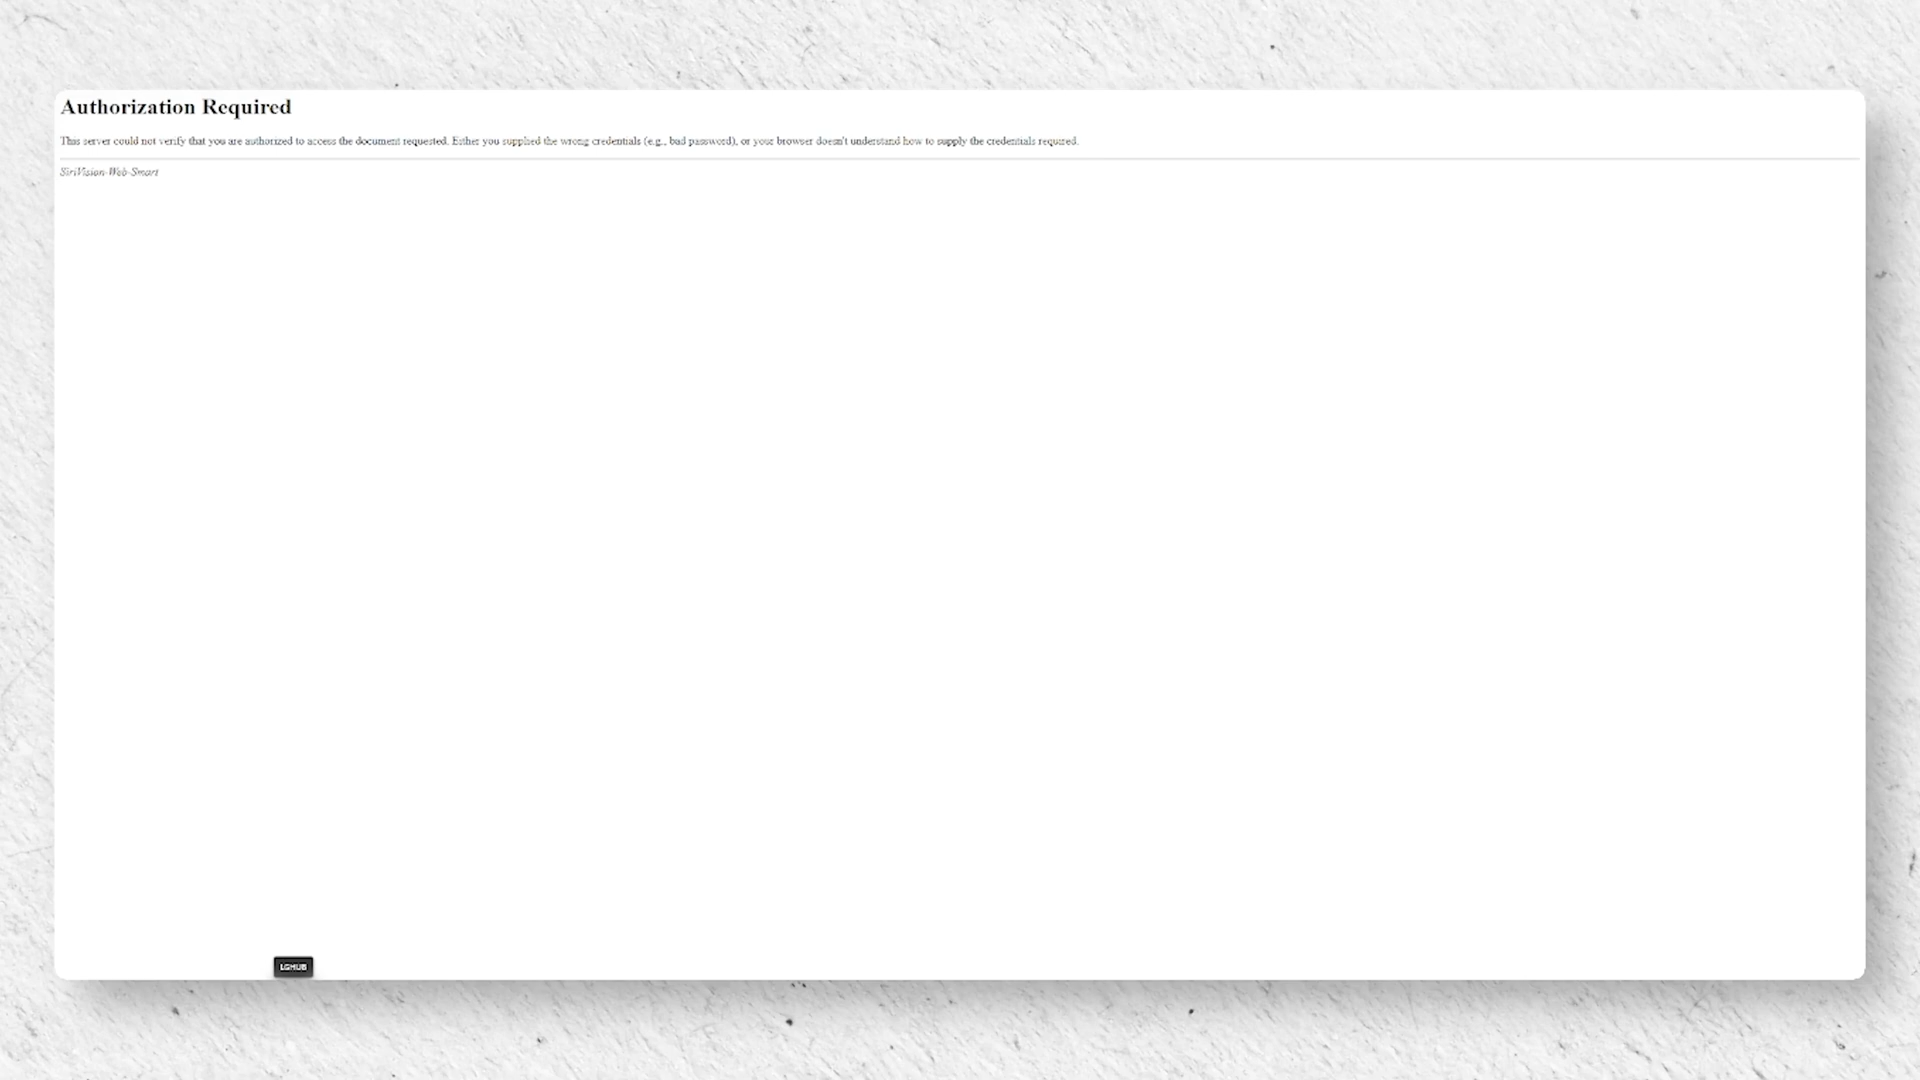 Authorization Required
This server could not verify that you are authorized to access the document requested. Either you supplied the wrong credentials (e.g., bad password), or your browser doesn't understand how to supply the credentials required.
SiriVision-Web-Smart
LGHUB